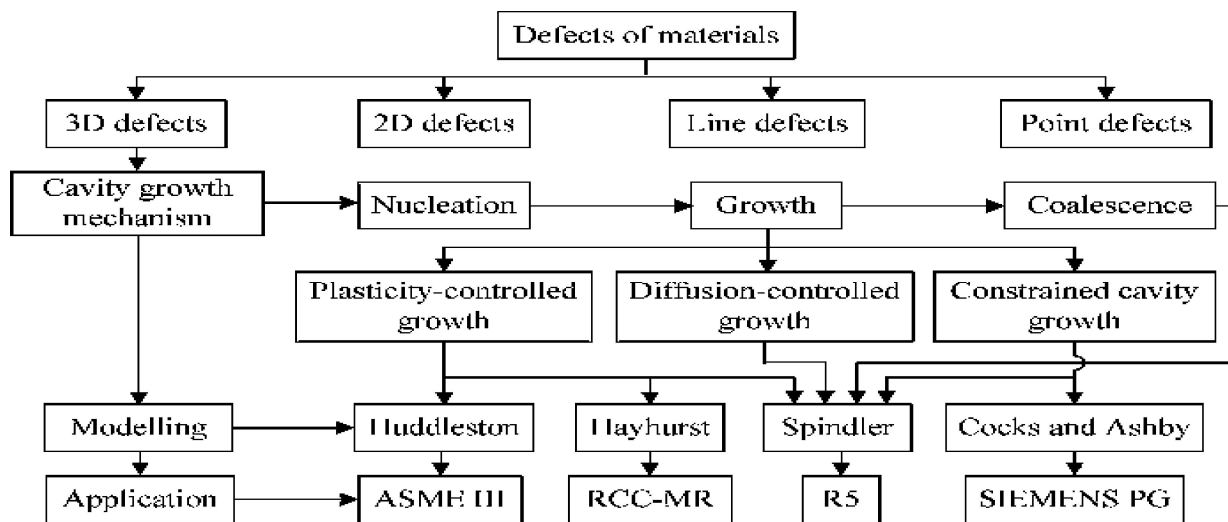 Defects of materials
3D defects
2D defects
Line defects
Point defects
Cavity growth
mechanism
Nucleation
Growth
Coalescence
Plasticity-controlled
growth
Diffusion-controlled
growth
Constrained cavity
growth
Modelling
Huddleston
Hayhurst
Spindler
Cocks and Ashby
Application
ASME III
RCC-MR
R5
SIEMENS PG